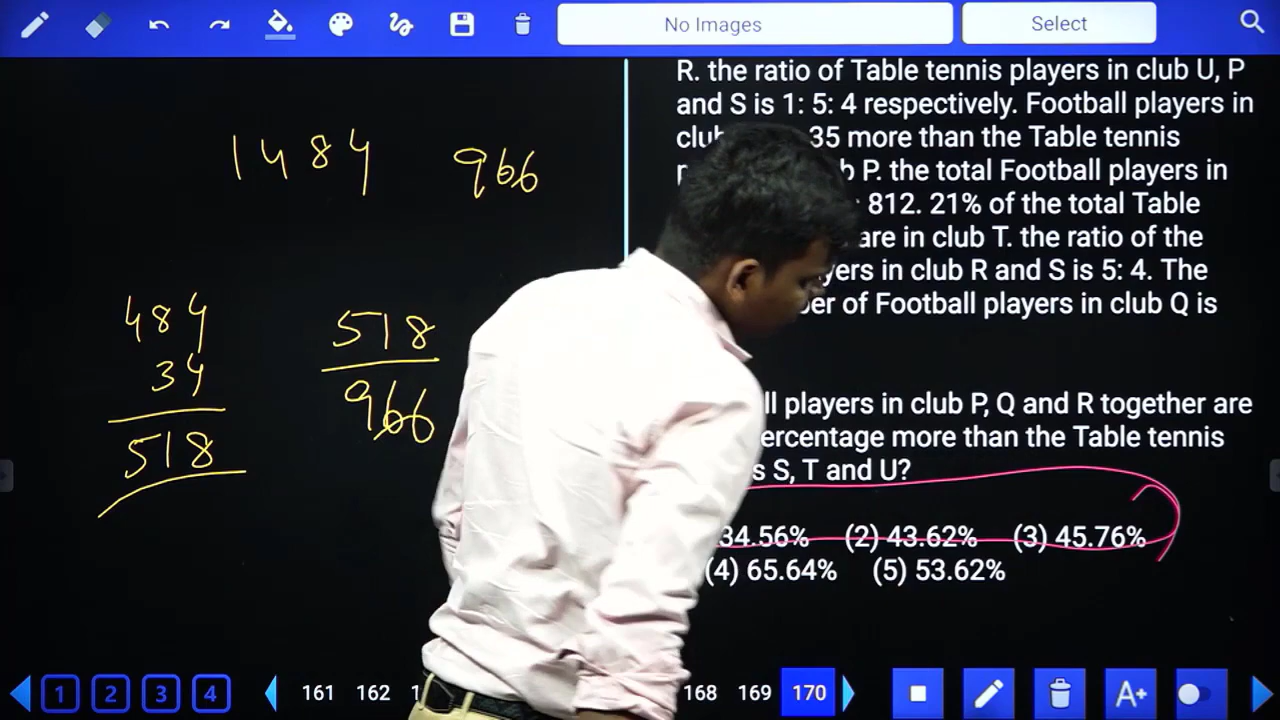 No Images
Select
1484
966
484
34
518
518
966
R. the ratio of Table tennis players in club U, P
and S is 1: 5: 4 respectively. Football players in
35 more than the Table tennis
P. the total Football players in
812. 21% of the total Table
are in club T. the ratio of the
in club R and S is 5: 4. The
of Football players in club Q is
players in club P, Q and R together are
more than the Table tennis
S, T and U?
34.56% (2) 43.62% (3) 45.76%
(4) 65.64% (5) 53.62%
1 2 3 4 161 162 168 169 170 A+